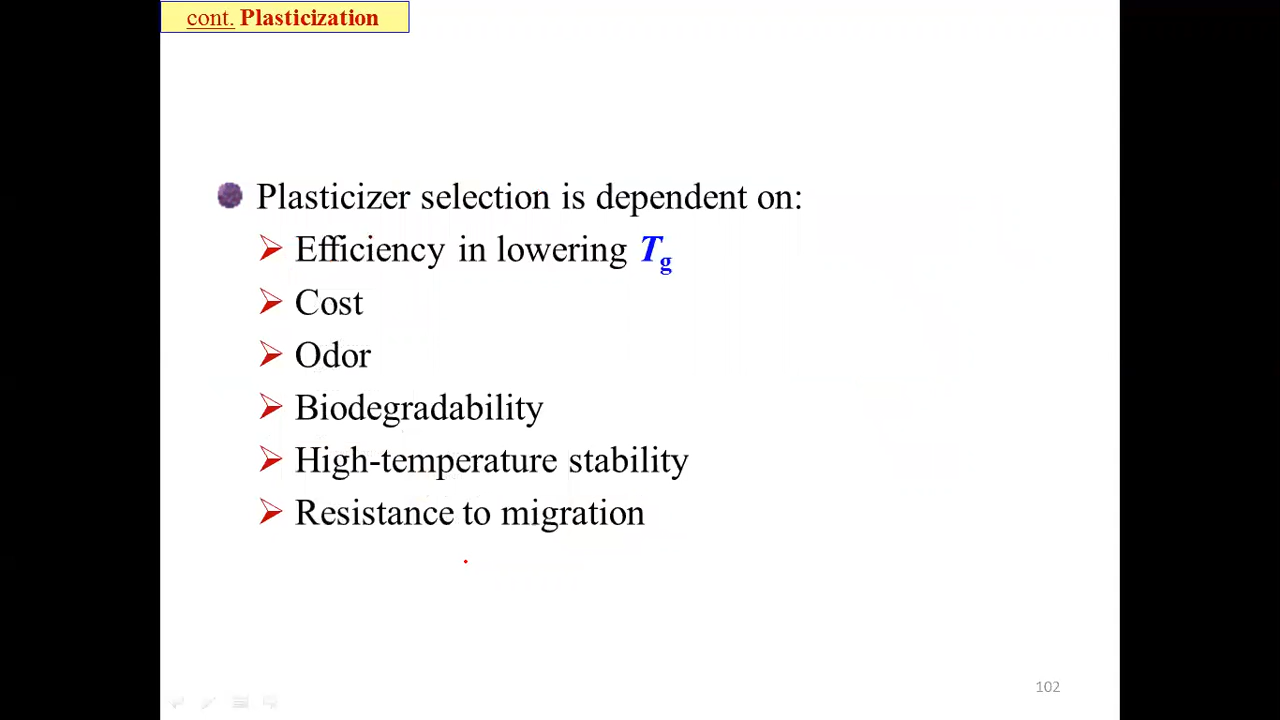 cont. Plasticization
Plasticizer selection is dependent on:
Efficiency in lowering Tg
Cost
Odor
Biodegradability
High-temperature stability
Resistance to migration
102